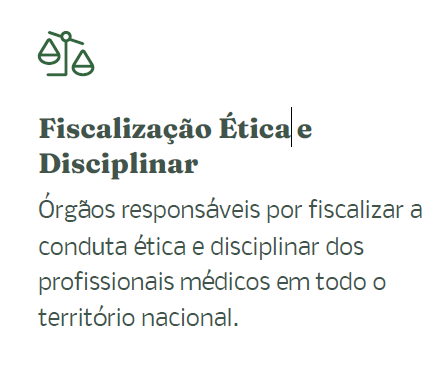 Fiscalização Ética e
Disciplinar
Órgãos responsáveis por fiscalizar a
conduta ética e disciplinar dos
profissionais médicos em todo o
território nacional.